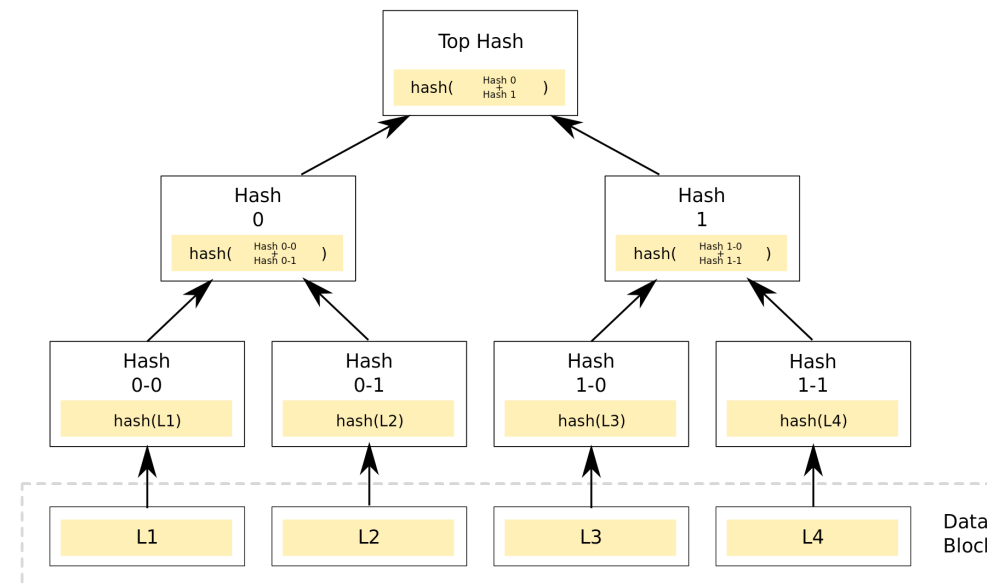 Top Hash
hash( Hash 0 + Hash 1 )
Hash
0
hash( Hash 0-0 + Hash 0-1 )
Hash
1
hash( Hash 1-0 + Hash 1-1 )
Hash
0-0
hash(L1)
Hash
0-1
hash(L2)
Hash
1-0
hash(L3)
Hash
1-1
hash(L4)
L1
L2
L3
L4
Data
Bloc